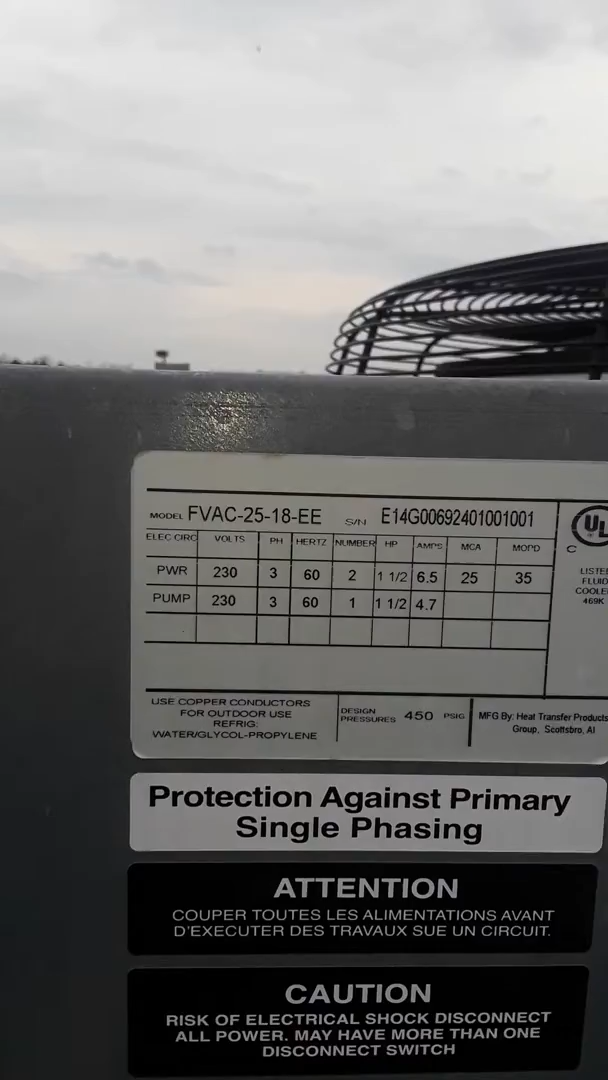 MODEL FVAC-25-18-EE S/N E14G00692401001001
ELEC CIRC VOLTS PH HERTZ NUMBER HP AMPS MCA MOPD
PWR 230 3 60 2 1 1/2 6.5 25 35
PUMP 230 3 60 1 1 1/2 4.7
UL
C
LISTE
FLUID
COOLE
469K
USE COPPER CONDUCTORS
FOR OUTDOOR USE
REFRIG:
WATER/GLYCOL-PROPYLENE
DESIGN
PRESSURES 450 PSIG
MFG By: Heat Transfer Products
Group, Scottsbro, Al
Protection Against Primary
Single Phasing
ATTENTION
COUPER TOUTES LES ALIMENTATIONS AVANT
D'EXECUTER DES TRAVAUX SUE UN CIRCUIT.
CAUTION
RISK OF ELECTRICAL SHOCK DISCONNECT
ALL POWER. MAY HAVE MORE THAN ONE
DISCONNECT SWITCH